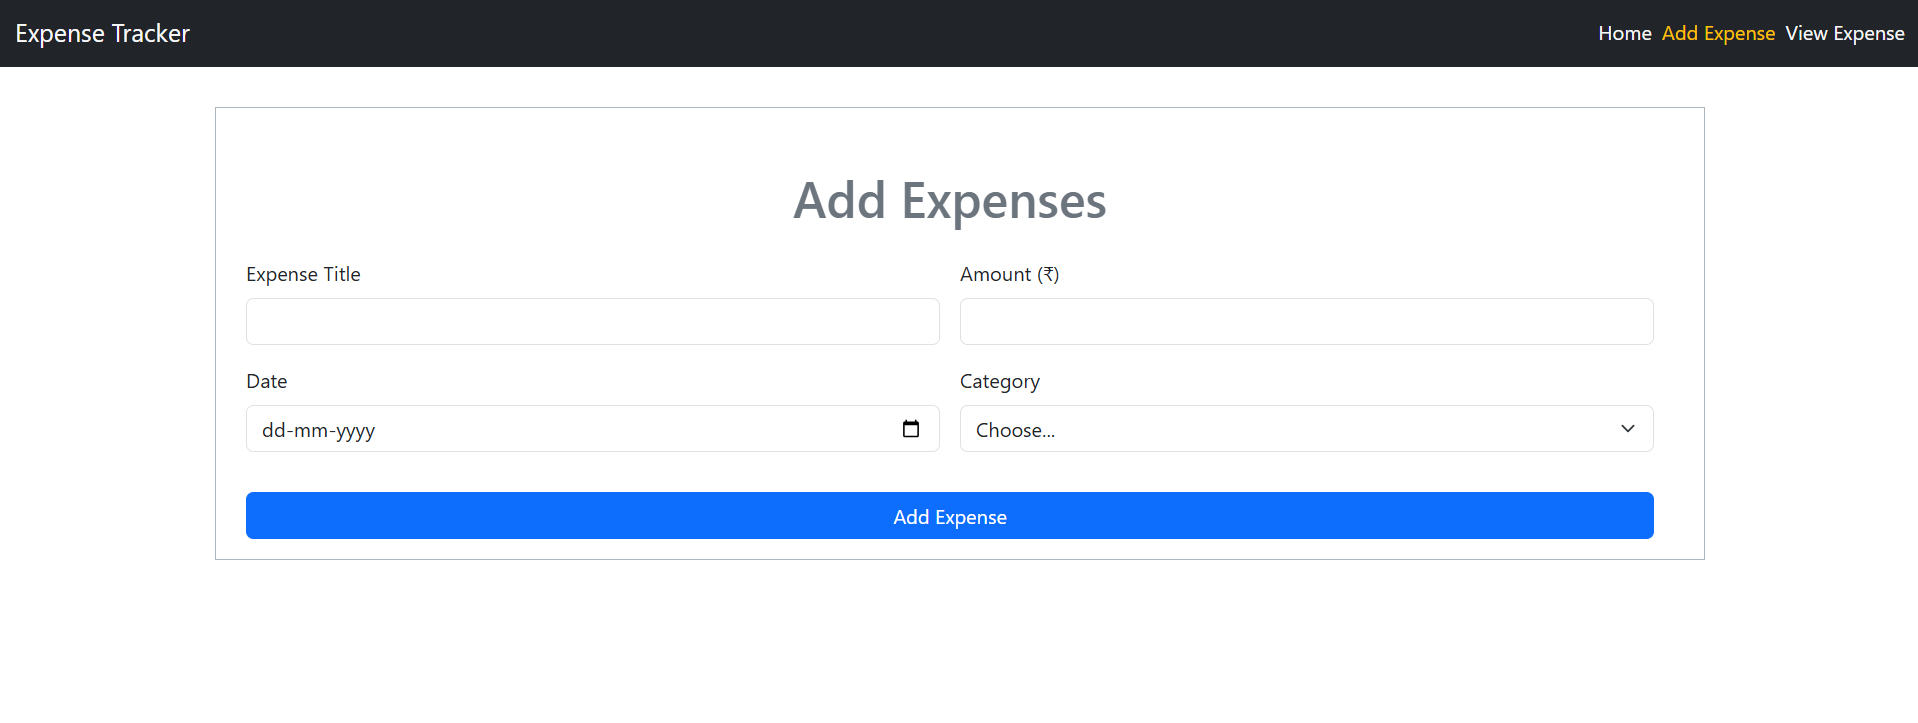 Expense Tracker
Home Add Expense View Expense
Add Expenses
Expense Title
Amount (₹)
Date
Category
dd-mm-yyyy
Choose...
Add Expense